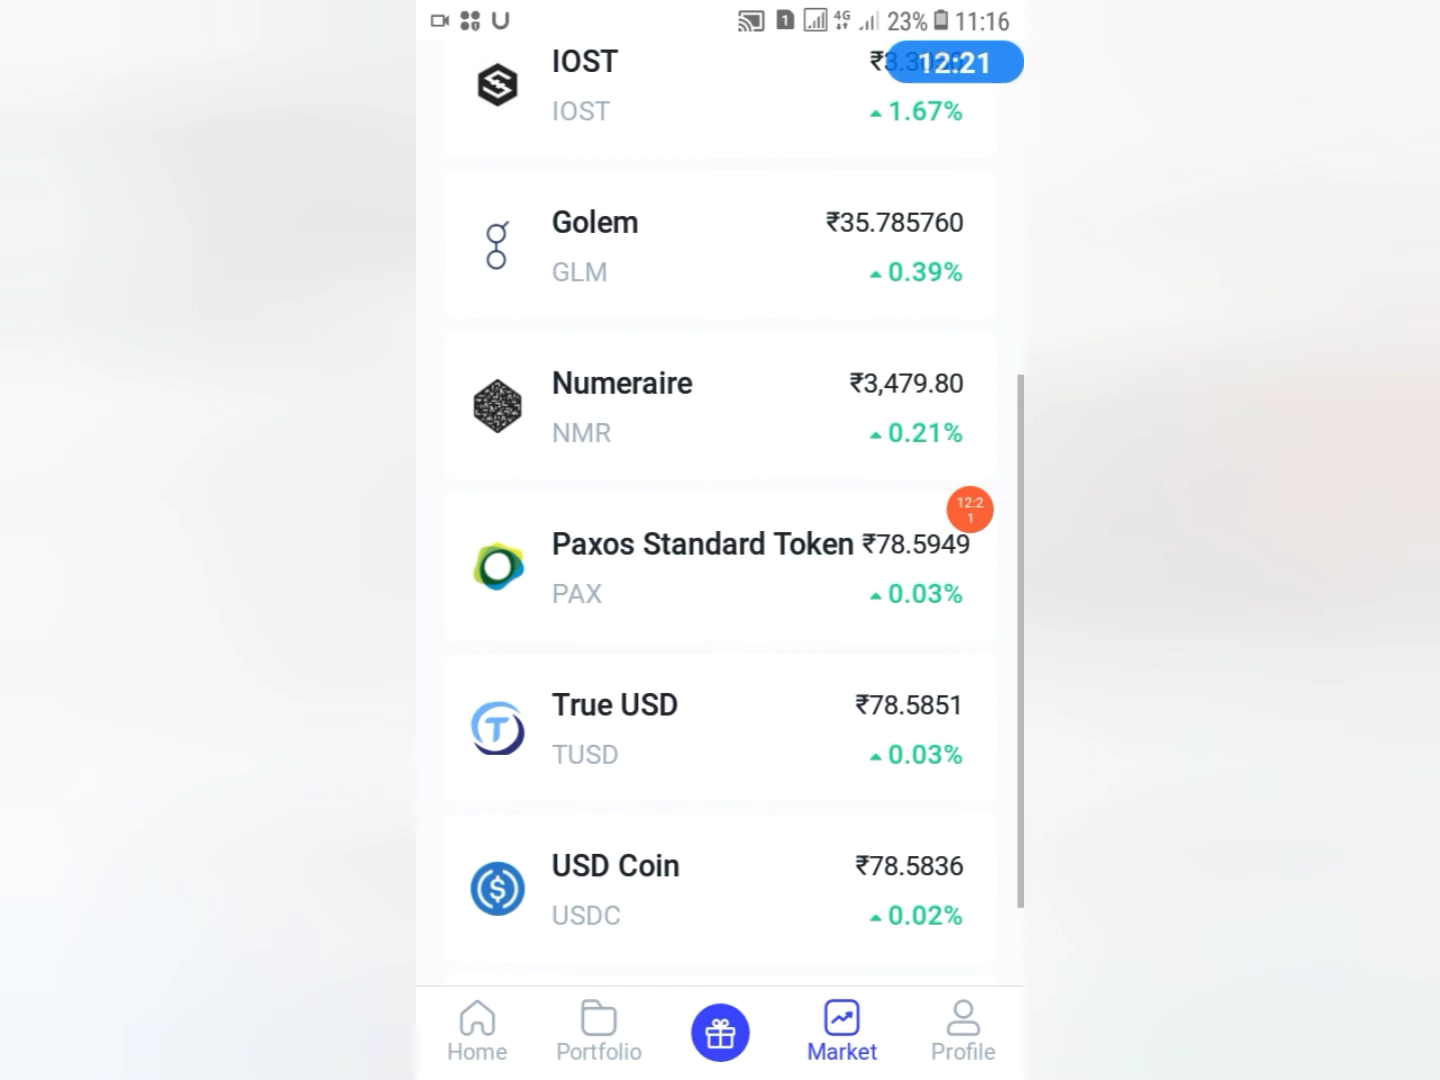 4G 23% 11:16
12:21
IOST
IOST
1.67%
Golem ₹35.785760
GLM 0.39%
Numeraire ₹3,479.80
NMR 0.21%
12:2
1
Paxos Standard Token ₹78.5949
PAX 0.03%
True USD ₹78.5851
TUSD 0.03%
USD Coin ₹78.5836
USDC 0.02%
Home Portfolio Market Profile